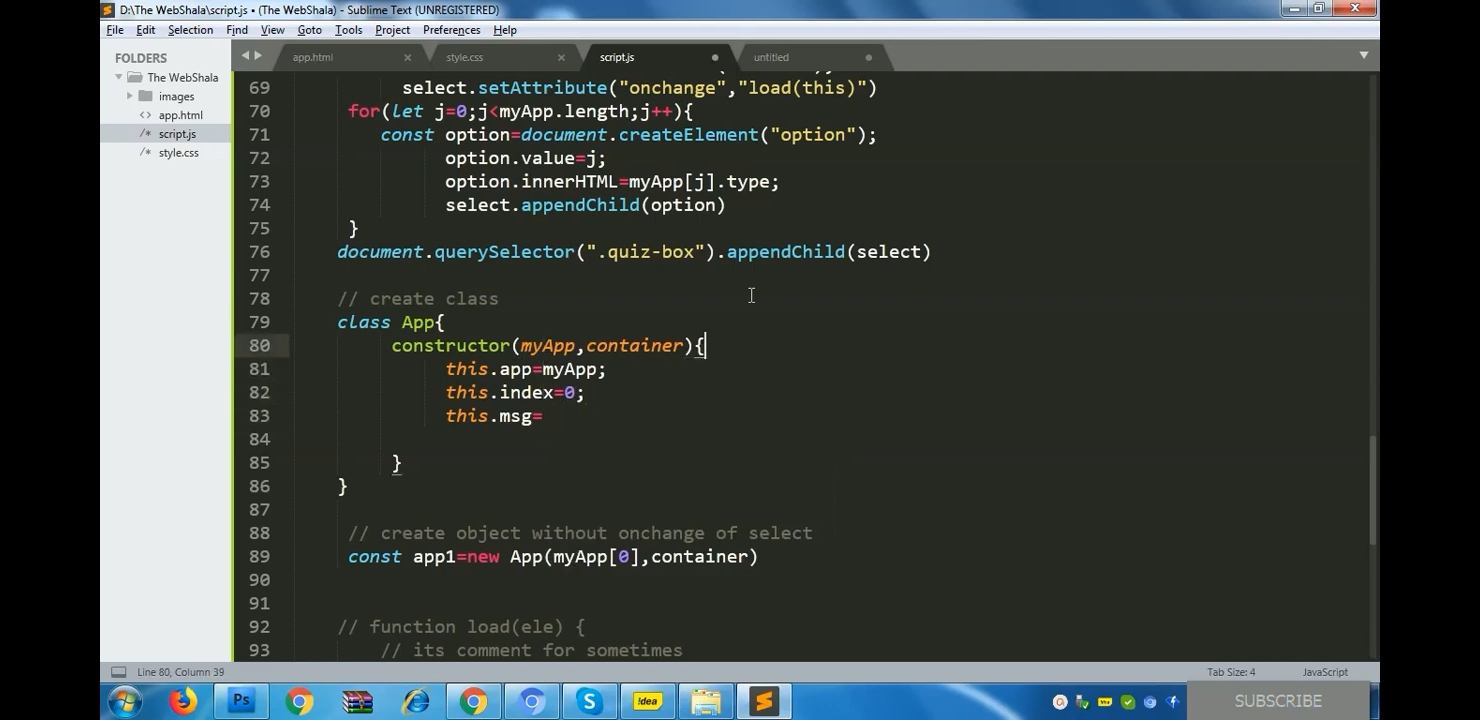 D:\The WebShala\script.js • (The WebShala) - Sublime Text (UNREGISTERED)
File Edit Selection Find View Goto Tools Project Preferences Help
FOLDERS
The WebShala
images
<> app.html
/* script.js
/* style.css
app.html style.css script.js untitled
69 select.setAttribute("onchange","load(this)")
70 for(let j=0;j<myApp.length;j++){
71 const option=document.createElement("option");
72 option.value=j;
73 option.innerHTML=myApp[j].type;
74 select.appendChild(option)
75 }
76 document.querySelector(".quiz-box").appendChild(select)
77
78 // create class
79 class App{
80 constructor(myApp,container){
81 this.app=myApp;
82 this.index=0;
83 this.msg=
84
85 }
86 }
87
88 // create object without onchange of select
89 const app1=new App(myApp[0],container)
90
91
92 // function load(ele) {
93 // its comment for sometimes
Line 80, Column 39 Tab Size: 4 JavaScript
Ps S !dea
SUBSCRIBE